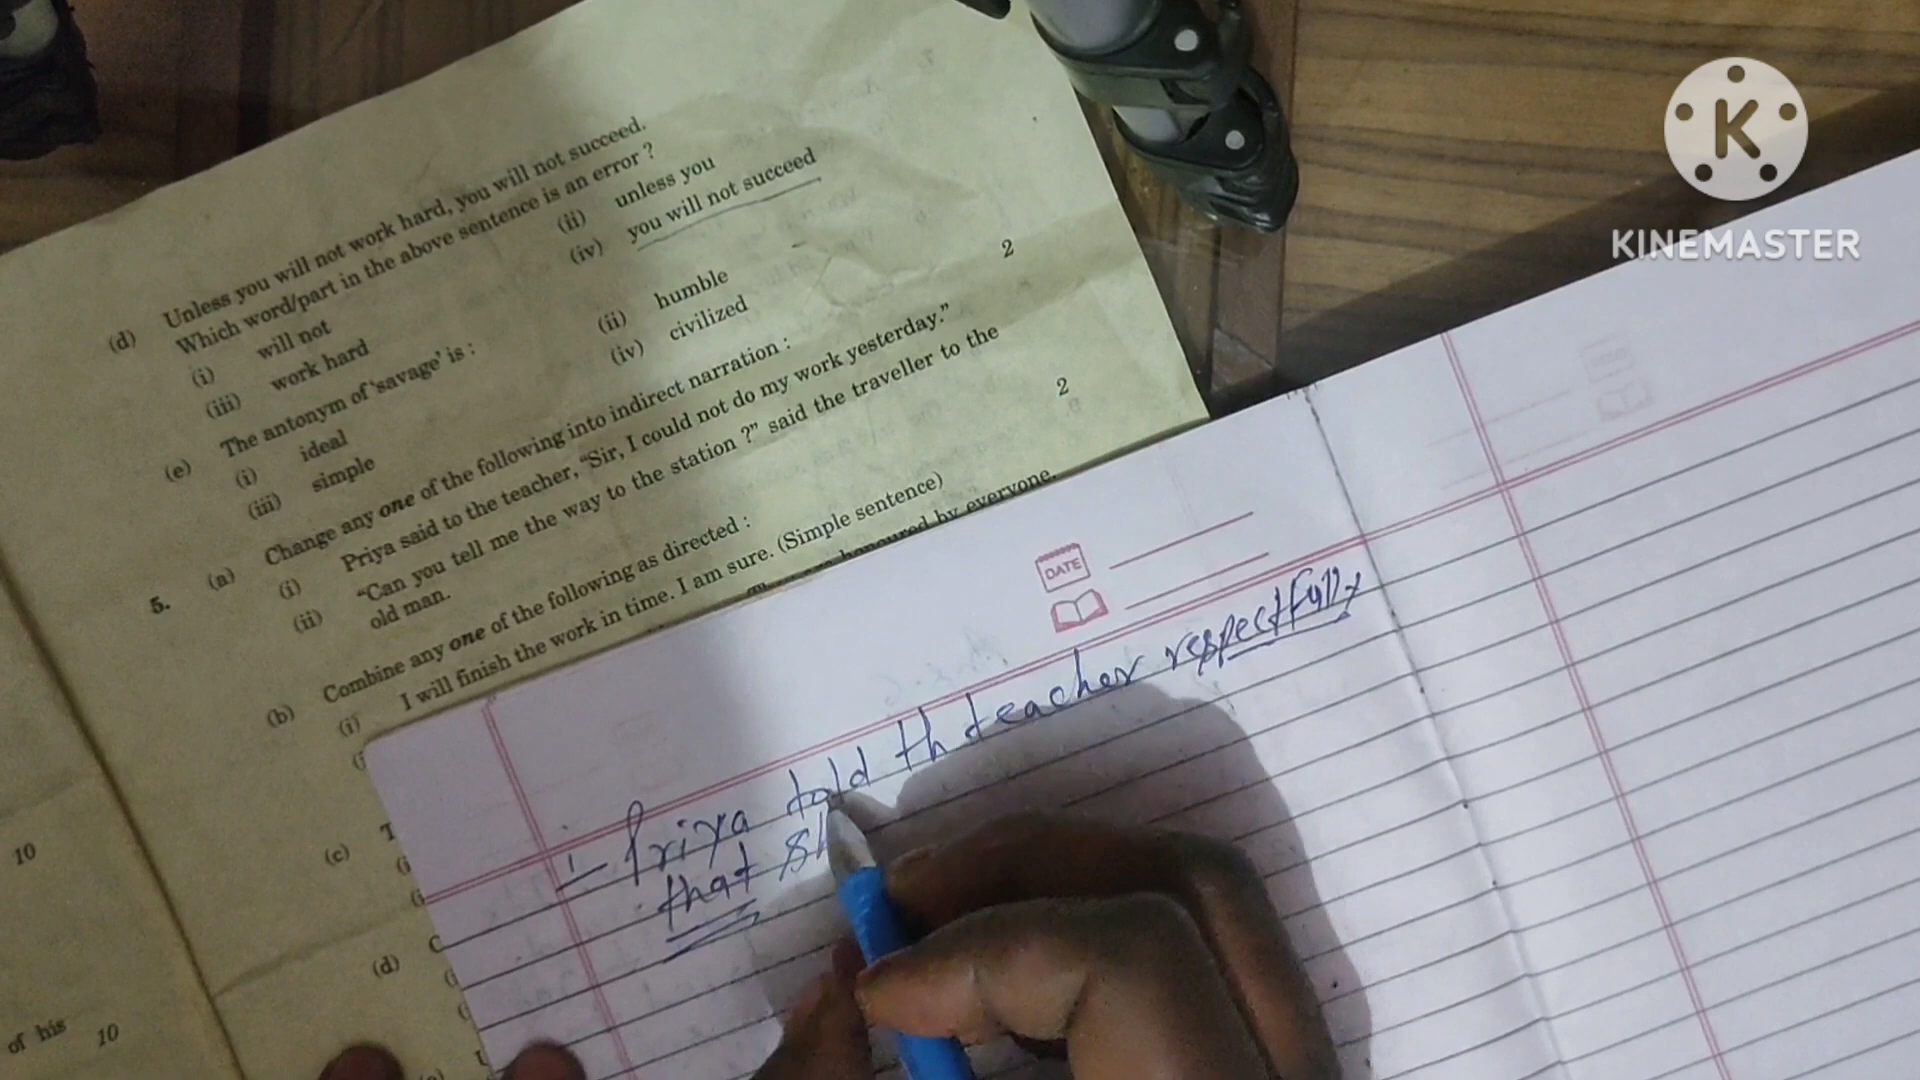 (d) Unless you will not work hard, you will not succeed.
Which word/part in the above sentence is an error ?
(i) will not (ii) unless you
(iii) work hard (iv) you will not succeed
(e) The antonym of 'savage' is :
(i) ideal (ii) humble
(iii) simple (iv) civilized
5. (a) Change any one of the following into indirect narration : 2
(i) Priya said to the teacher, "Sir, I could not do my work yesterday."
(ii) "Can you tell me the way to the station ?" said the traveller to the
old man.
(b) Combine any one of the following as directed : 2
(i) I will finish the work in time. I am sure. (Simple sentence)
honoured by everyone.
(c)
(d)
10
of his 10
DATE
i- Priya told th teacher respectfully
that sh
K
KINEMASTER